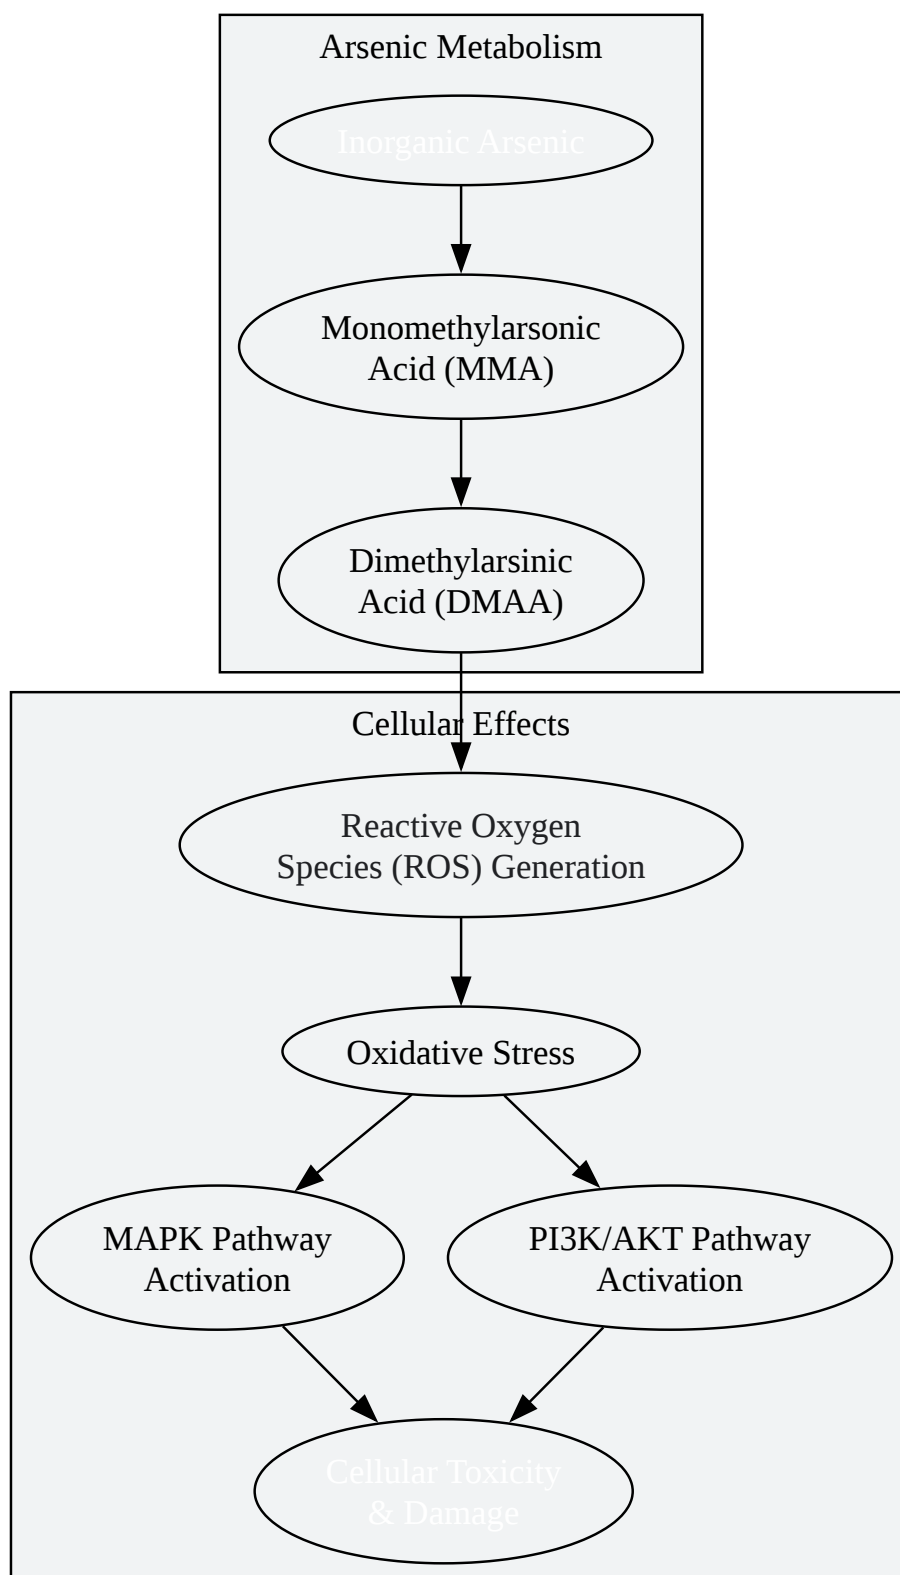 Arsenic Metabolism
Inorganic Arsenic
Monomethylarsonic
Acid (MMA)
Dimethylarsinic
Acid (DMAA)
Cellular Effects
Reactive Oxygen
Species (ROS) Generation
Oxidative Stress
MAPK Pathway
Activation
PI3K/AKT Pathway
Activation
Cellular Toxicity
& Damage